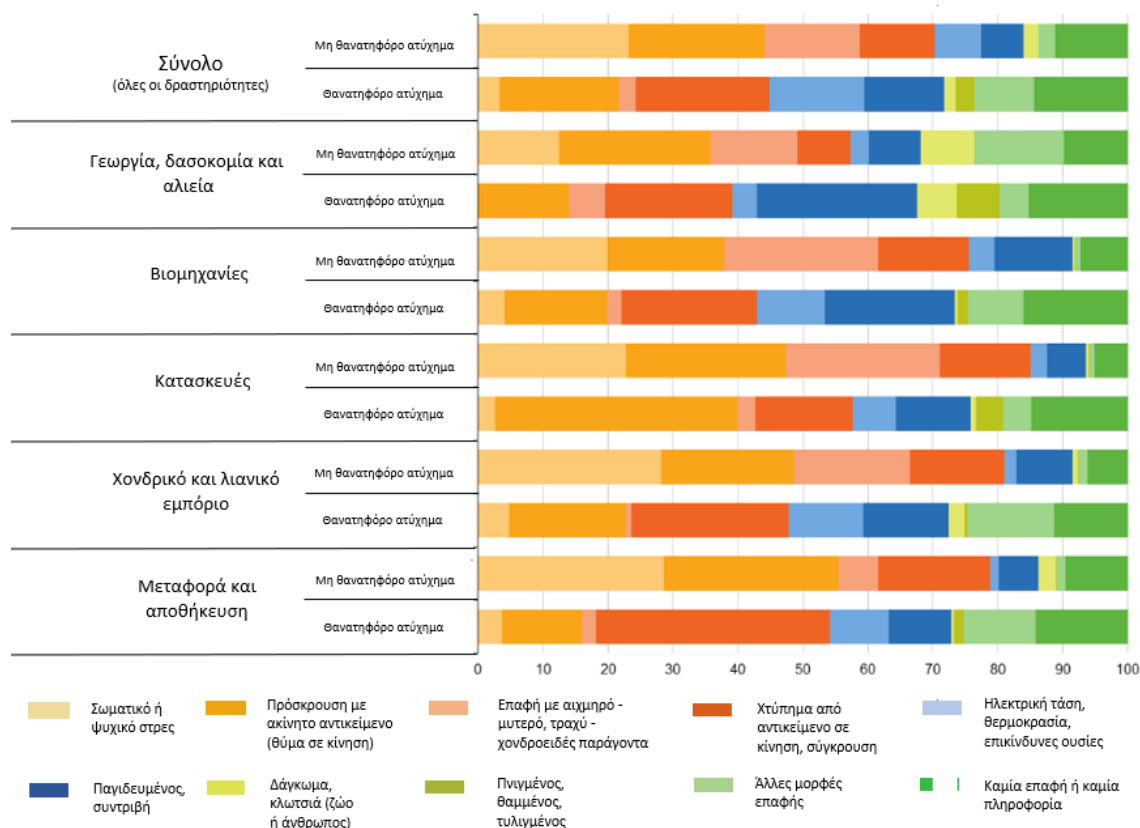 Σύνολο
(όλες οι δραστηριότητες)
Μη θανατηφόρο ατύχημα
Θανατηφόρο ατύχημα
Γεωργία, δασοκομία και
αλιεία
Μη θανατηφόρο ατύχημα
Θανατηφόρο ατύχημα
Βιομηχανίες
Μη θανατηφόρο ατύχημα
Θανατηφόρο ατύχημα
Κατασκευές
Μη θανατηφόρο ατύχημα
Θανατηφόρο ατύχημα
Χονδρικό και λιανικό
εμπόριο
Μη θανατηφόρο ατύχημα
Θανατηφόρο ατύχημα
Μεταφορά και
αποθήκευση
Μη θανατηφόρο ατύχημα
Θανατηφόρο ατύχημα
0 10 20 30 40 50 60 70 80 90 100
Σωματικό ή
ψυχικό στρες
Πρόσκρουση με
ακίνητο αντικείμενο
(θύμα σε κίνηση)
Επαφή με αιχμηρό -
μυτερό, τραχύ -
χονδροειδές παράγοντα
Χτύπημα από
αντικείμενο σε
κίνηση, σύγκρουση
Ηλεκτρική τάση,
θερμοκρασία,
επικίνδυνες ουσίες
Παγιδευμένος,
συντριβή
Δάγκωμα,
κλωτσιά (ζώο
ή άνθρωπος)
Πνιγμένος,
θαμμένος,
τυλιγμένος
Άλλες μορφές
επαφής
Καμία επαφή ή καμία
πληροφορία